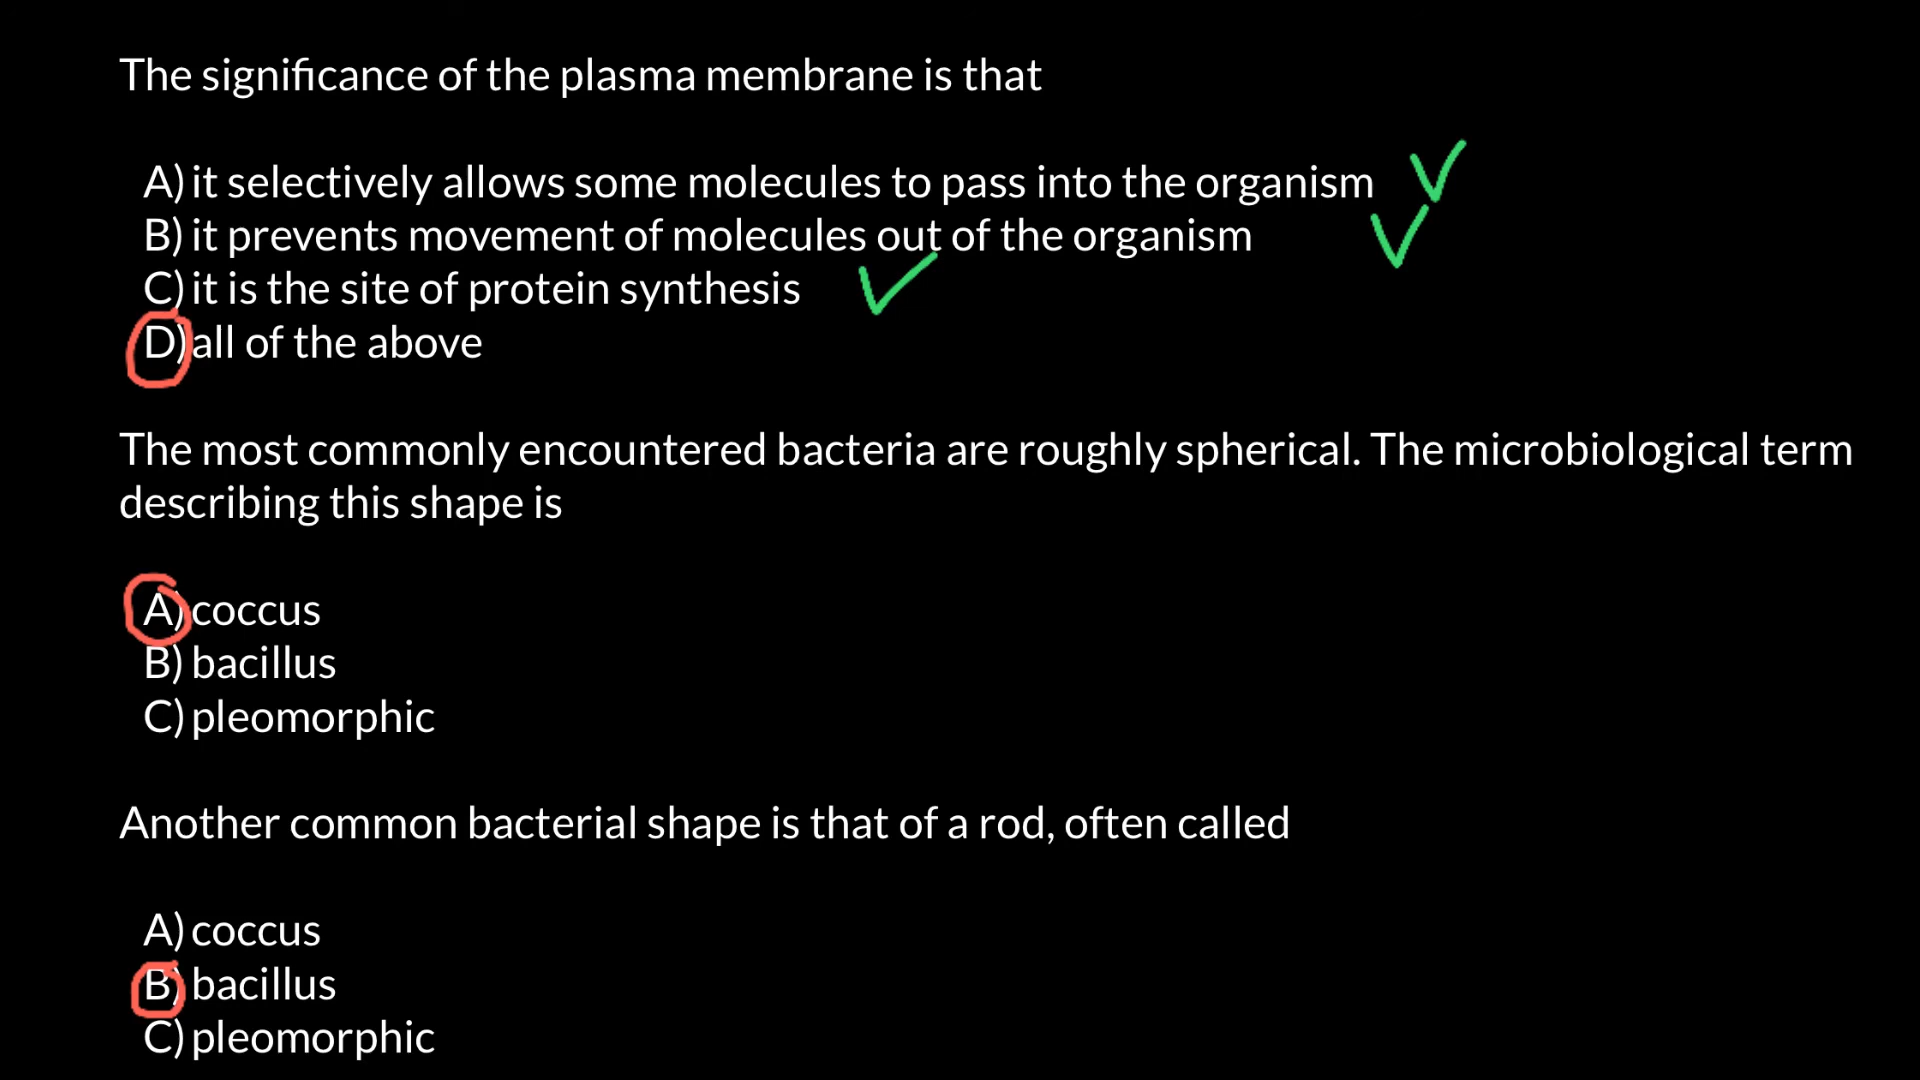 The significance of the plasma membrane is that
A) it selectively allows some molecules to pass into the organism
B) it prevents movement of molecules out of the organism
C) it is the site of protein synthesis
D) all of the above
The most commonly encountered bacteria are roughly spherical. The microbiological term
describing this shape is
A) coccus
B) bacillus
C) pleomorphic
Another common bacterial shape is that of a rod, often called
A) coccus
B) bacillus
C) pleomorphic